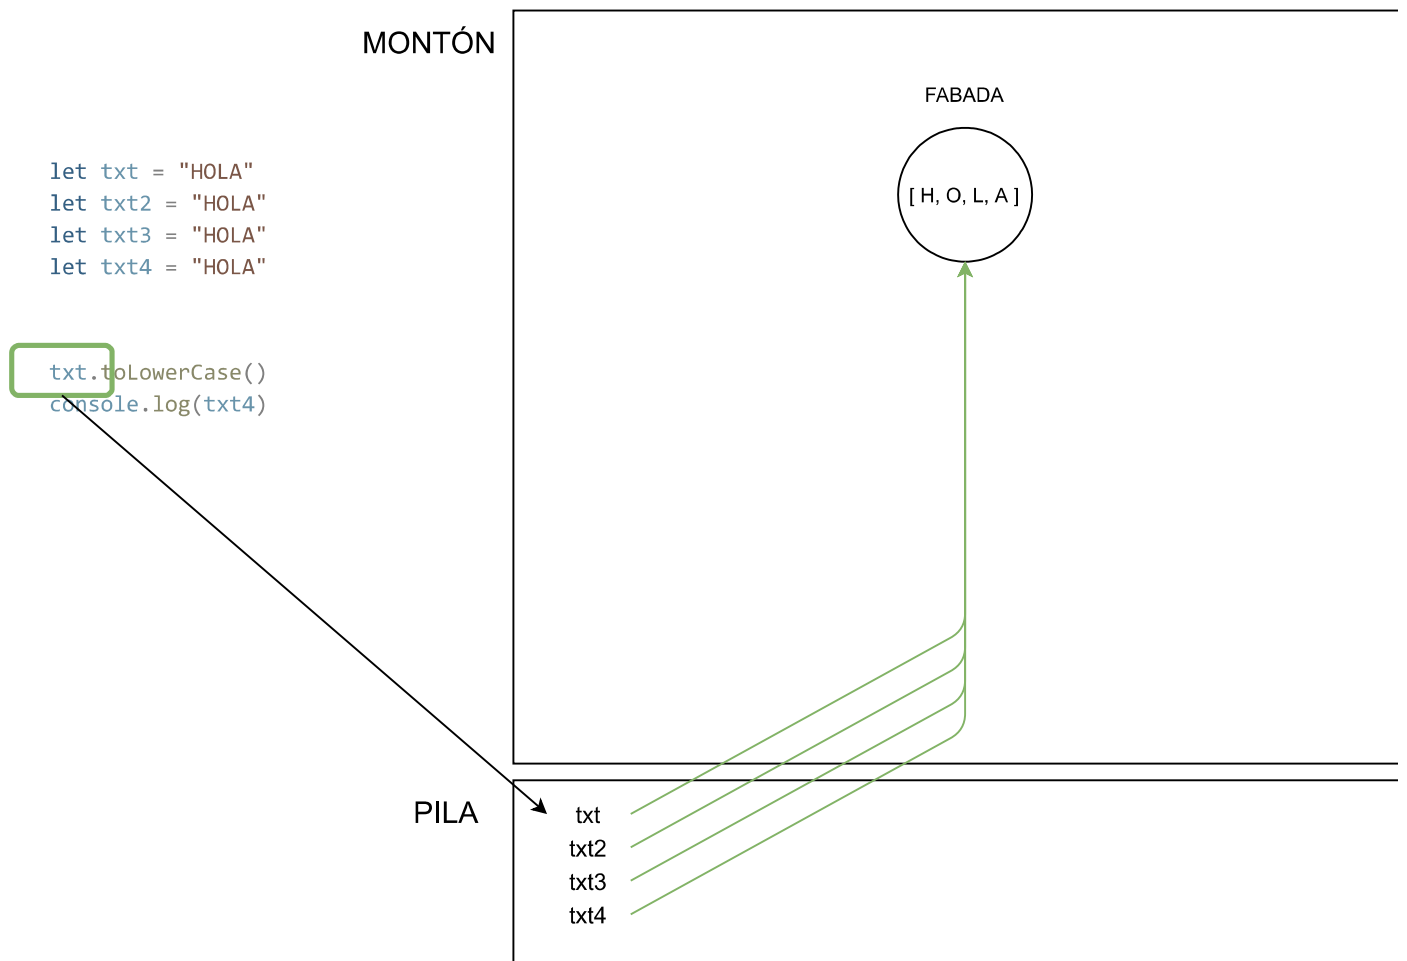 MONTÓN
FABADA
[ H, O, L, A ]
let txt = "HOLA"
let txt2 = "HOLA"
let txt3 = "HOLA"
let txt4 = "HOLA"
txt.toLowerCase()
console.log(txt4)
PILA
txt
txt2
txt3
txt4